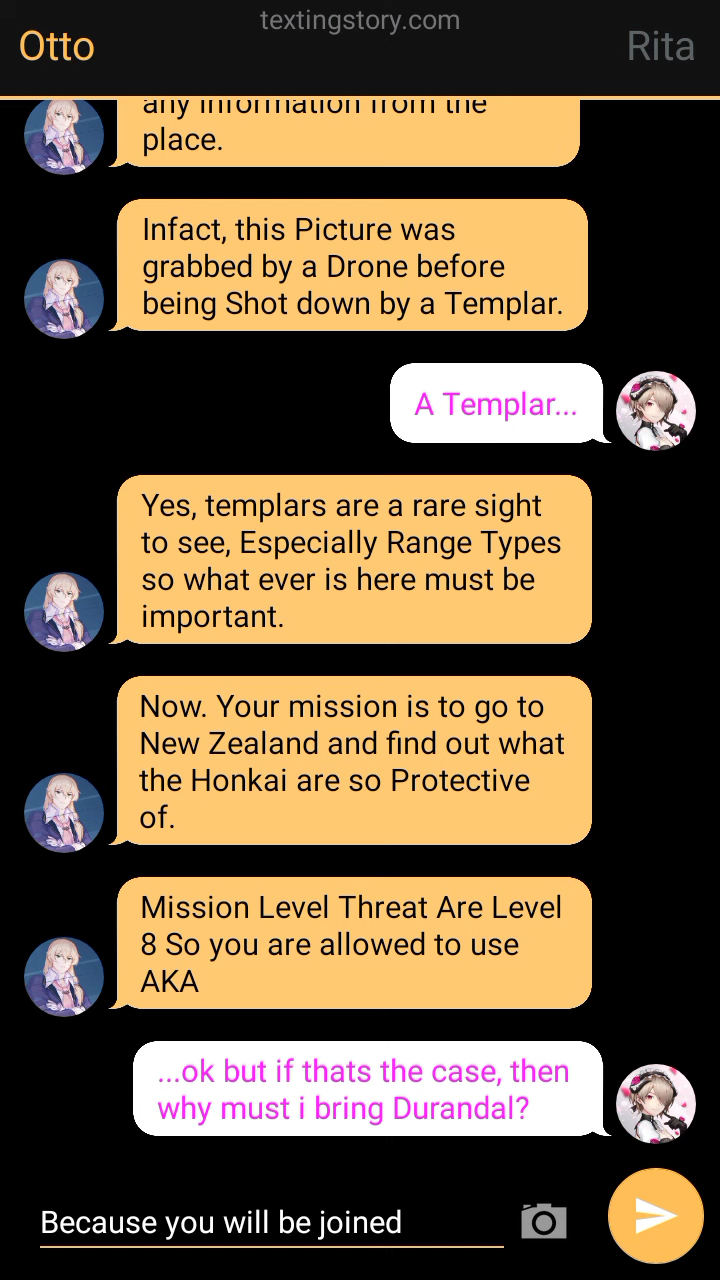 textingstory.com
Otto
Rita
any information from the
place.
Infact, this Picture was
grabbed by a Drone before
being Shot down by a Templar.
A Templar...
Yes, templars are a rare sight
to see, Especially Range Types
so what ever is here must be
important.
Now. Your mission is to go to
New Zealand and find out what
the Honkai are so Protective
of.
Mission Level Threat Are Level
8 So you are allowed to use
AKA
...ok but if thats the case, then
why must i bring Durandal?
Because you will be joined